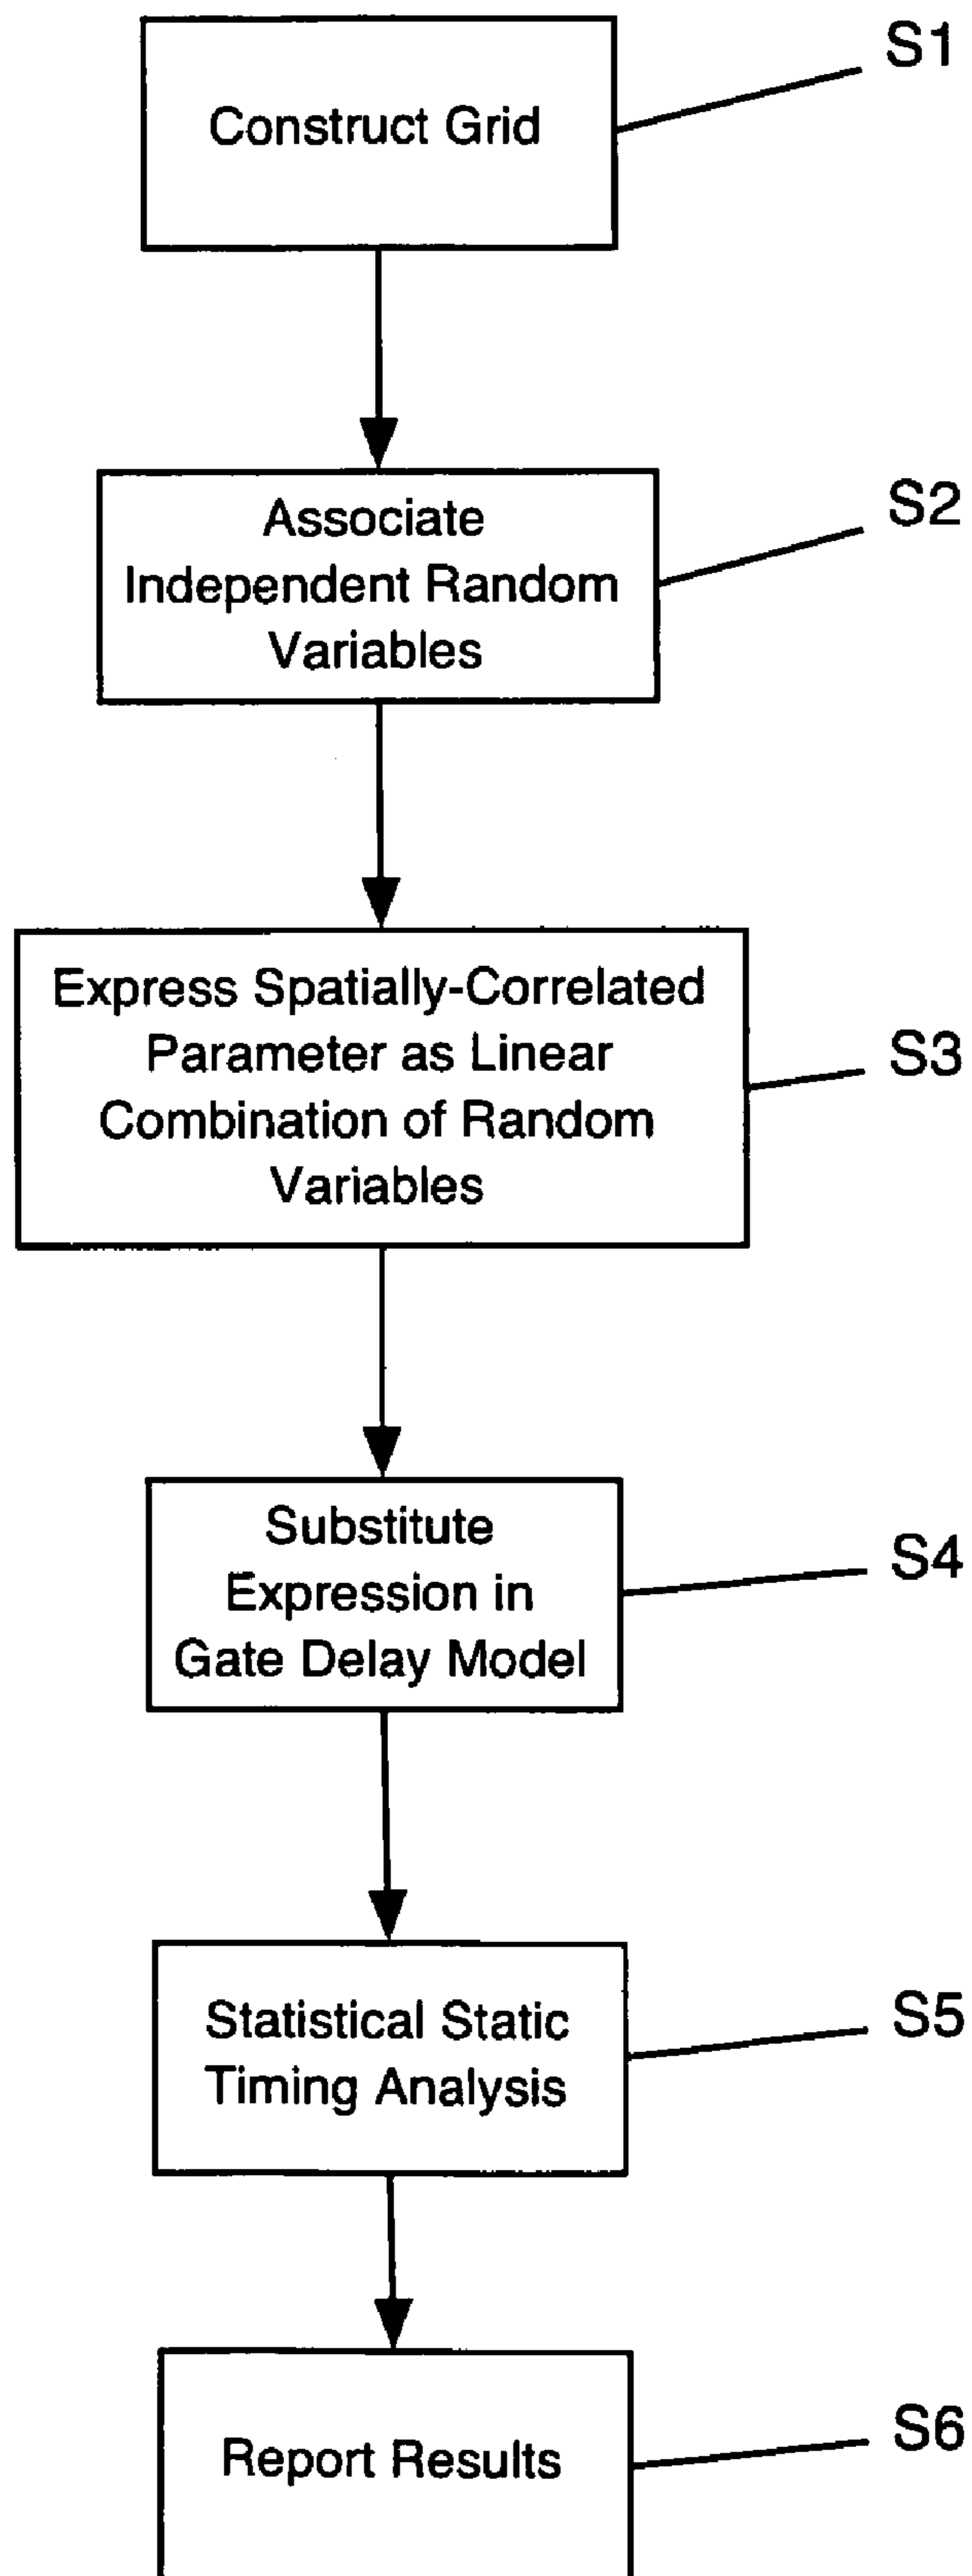 Construct Grid
S1
Associate
Independent Random
Variables
S2
Express Spatially-Correlated
Parameter as Linear
Combination of Random
Variables
S3
Substitute
Expression in
Gate Delay Model
S4
Statistical Static
Timing Analysis
S5
Report Results
S6